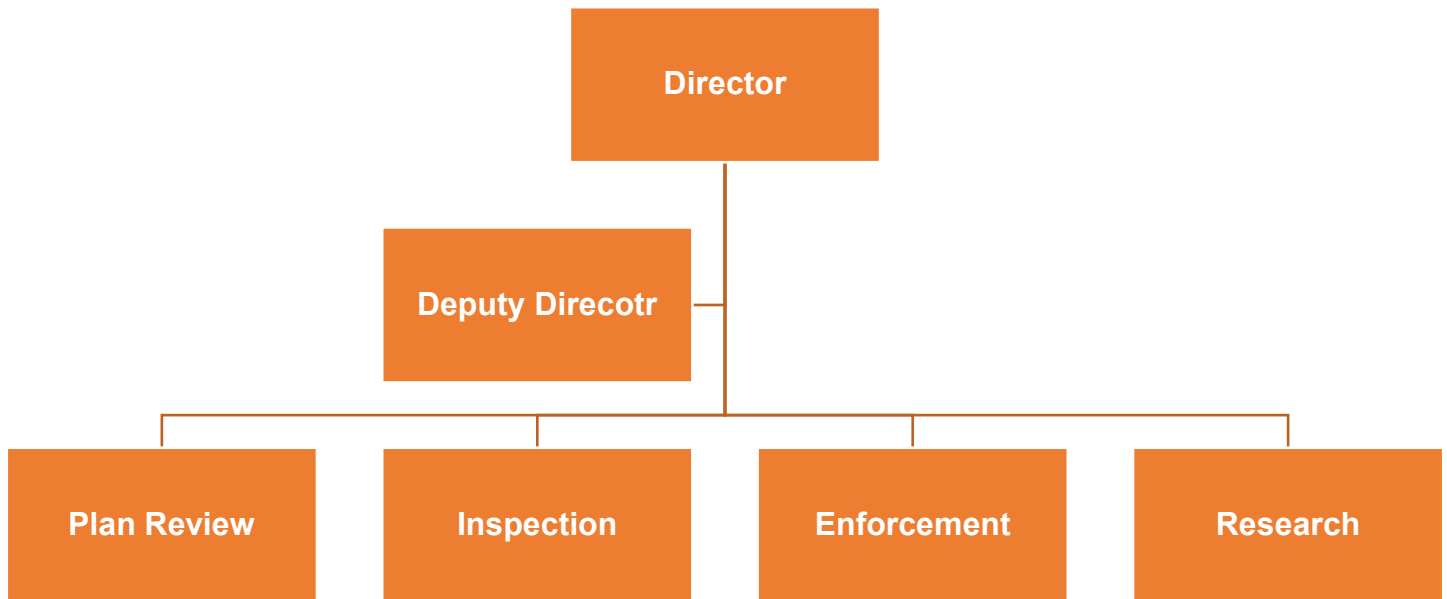 Director
Deputy Direcotr
Plan Review
Inspection
Enforcement
Research